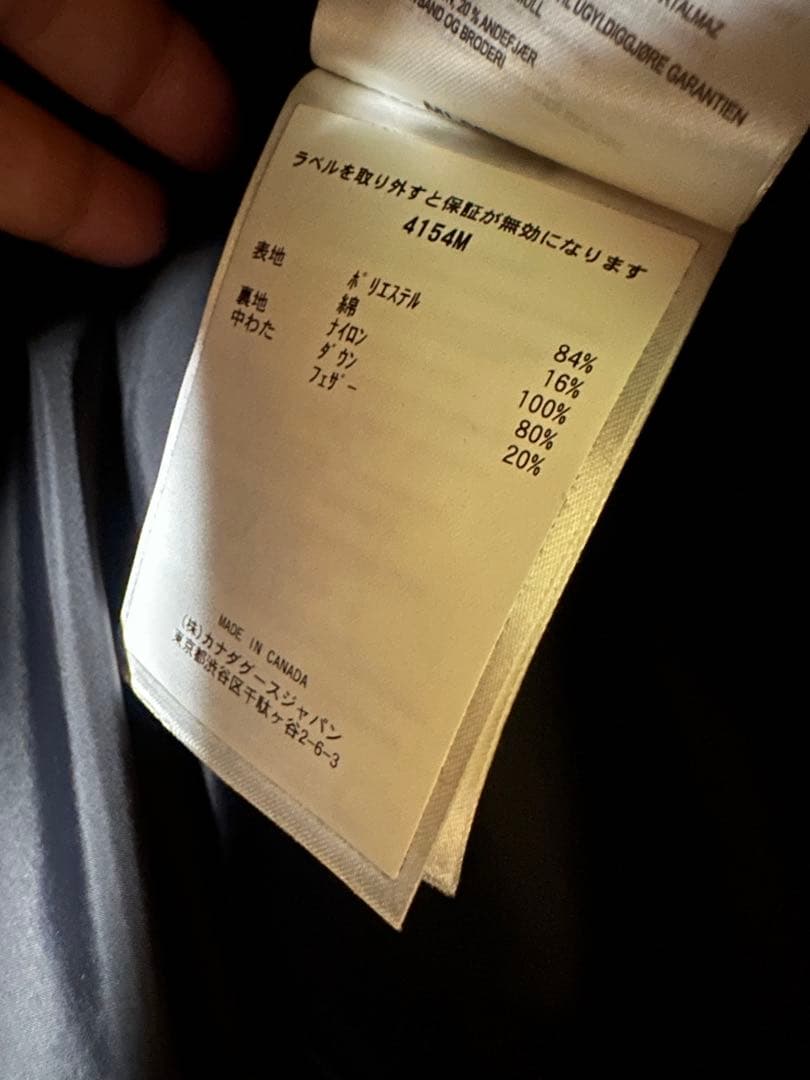 RTALMAZ
IL UGYLDIGGJØRE GARANTIEN
20 % ANDEFJÆR
BAND OG BRODERI
ラベルを取り外すと保証が無効になります
4154M
表地 ポリエステル 84%
綿 16%
裏地 ナイロン 100%
中わた ダウン 80%
フェザー 20%
MADE IN CANADA
(株)カナダグースジャパン
東京都渋谷区千駄ヶ谷2-6-3